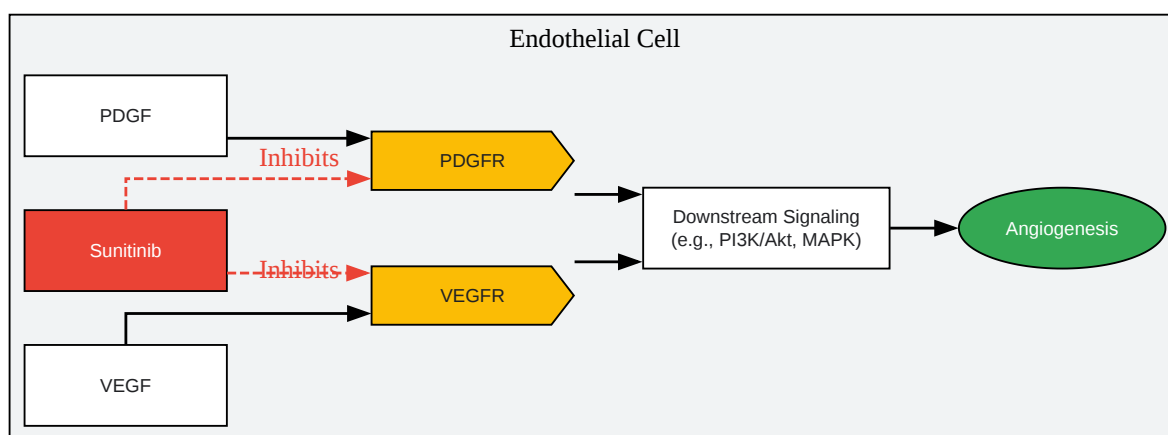 Endothelial Cell
PDGF
Inhibits
PDGFR
Sunitinib
Inhibits
VEGFR
VEGF
Downstream Signaling
(e.g., PI3K/Akt, MAPK)
Angiogenesis